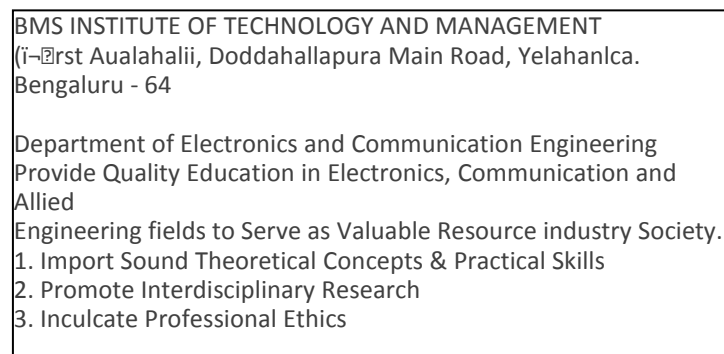 BMS INSTITUTE OF TECHNOLOGY AND MANAGEMENT
(ï¬rst Aualahalii, Doddahallapura Main Road, Yelahanlca.
Bengaluru - 64
Department of Electronics and Communication Engineering
Provide Quality Education in Electronics, Communication and
Allied
Engineering fields to Serve as Valuable Resource industry Society.
1. Import Sound Theoretical Concepts & Practical Skills
2. Promote Interdisciplinary Research
3. Inculcate Professional Ethics